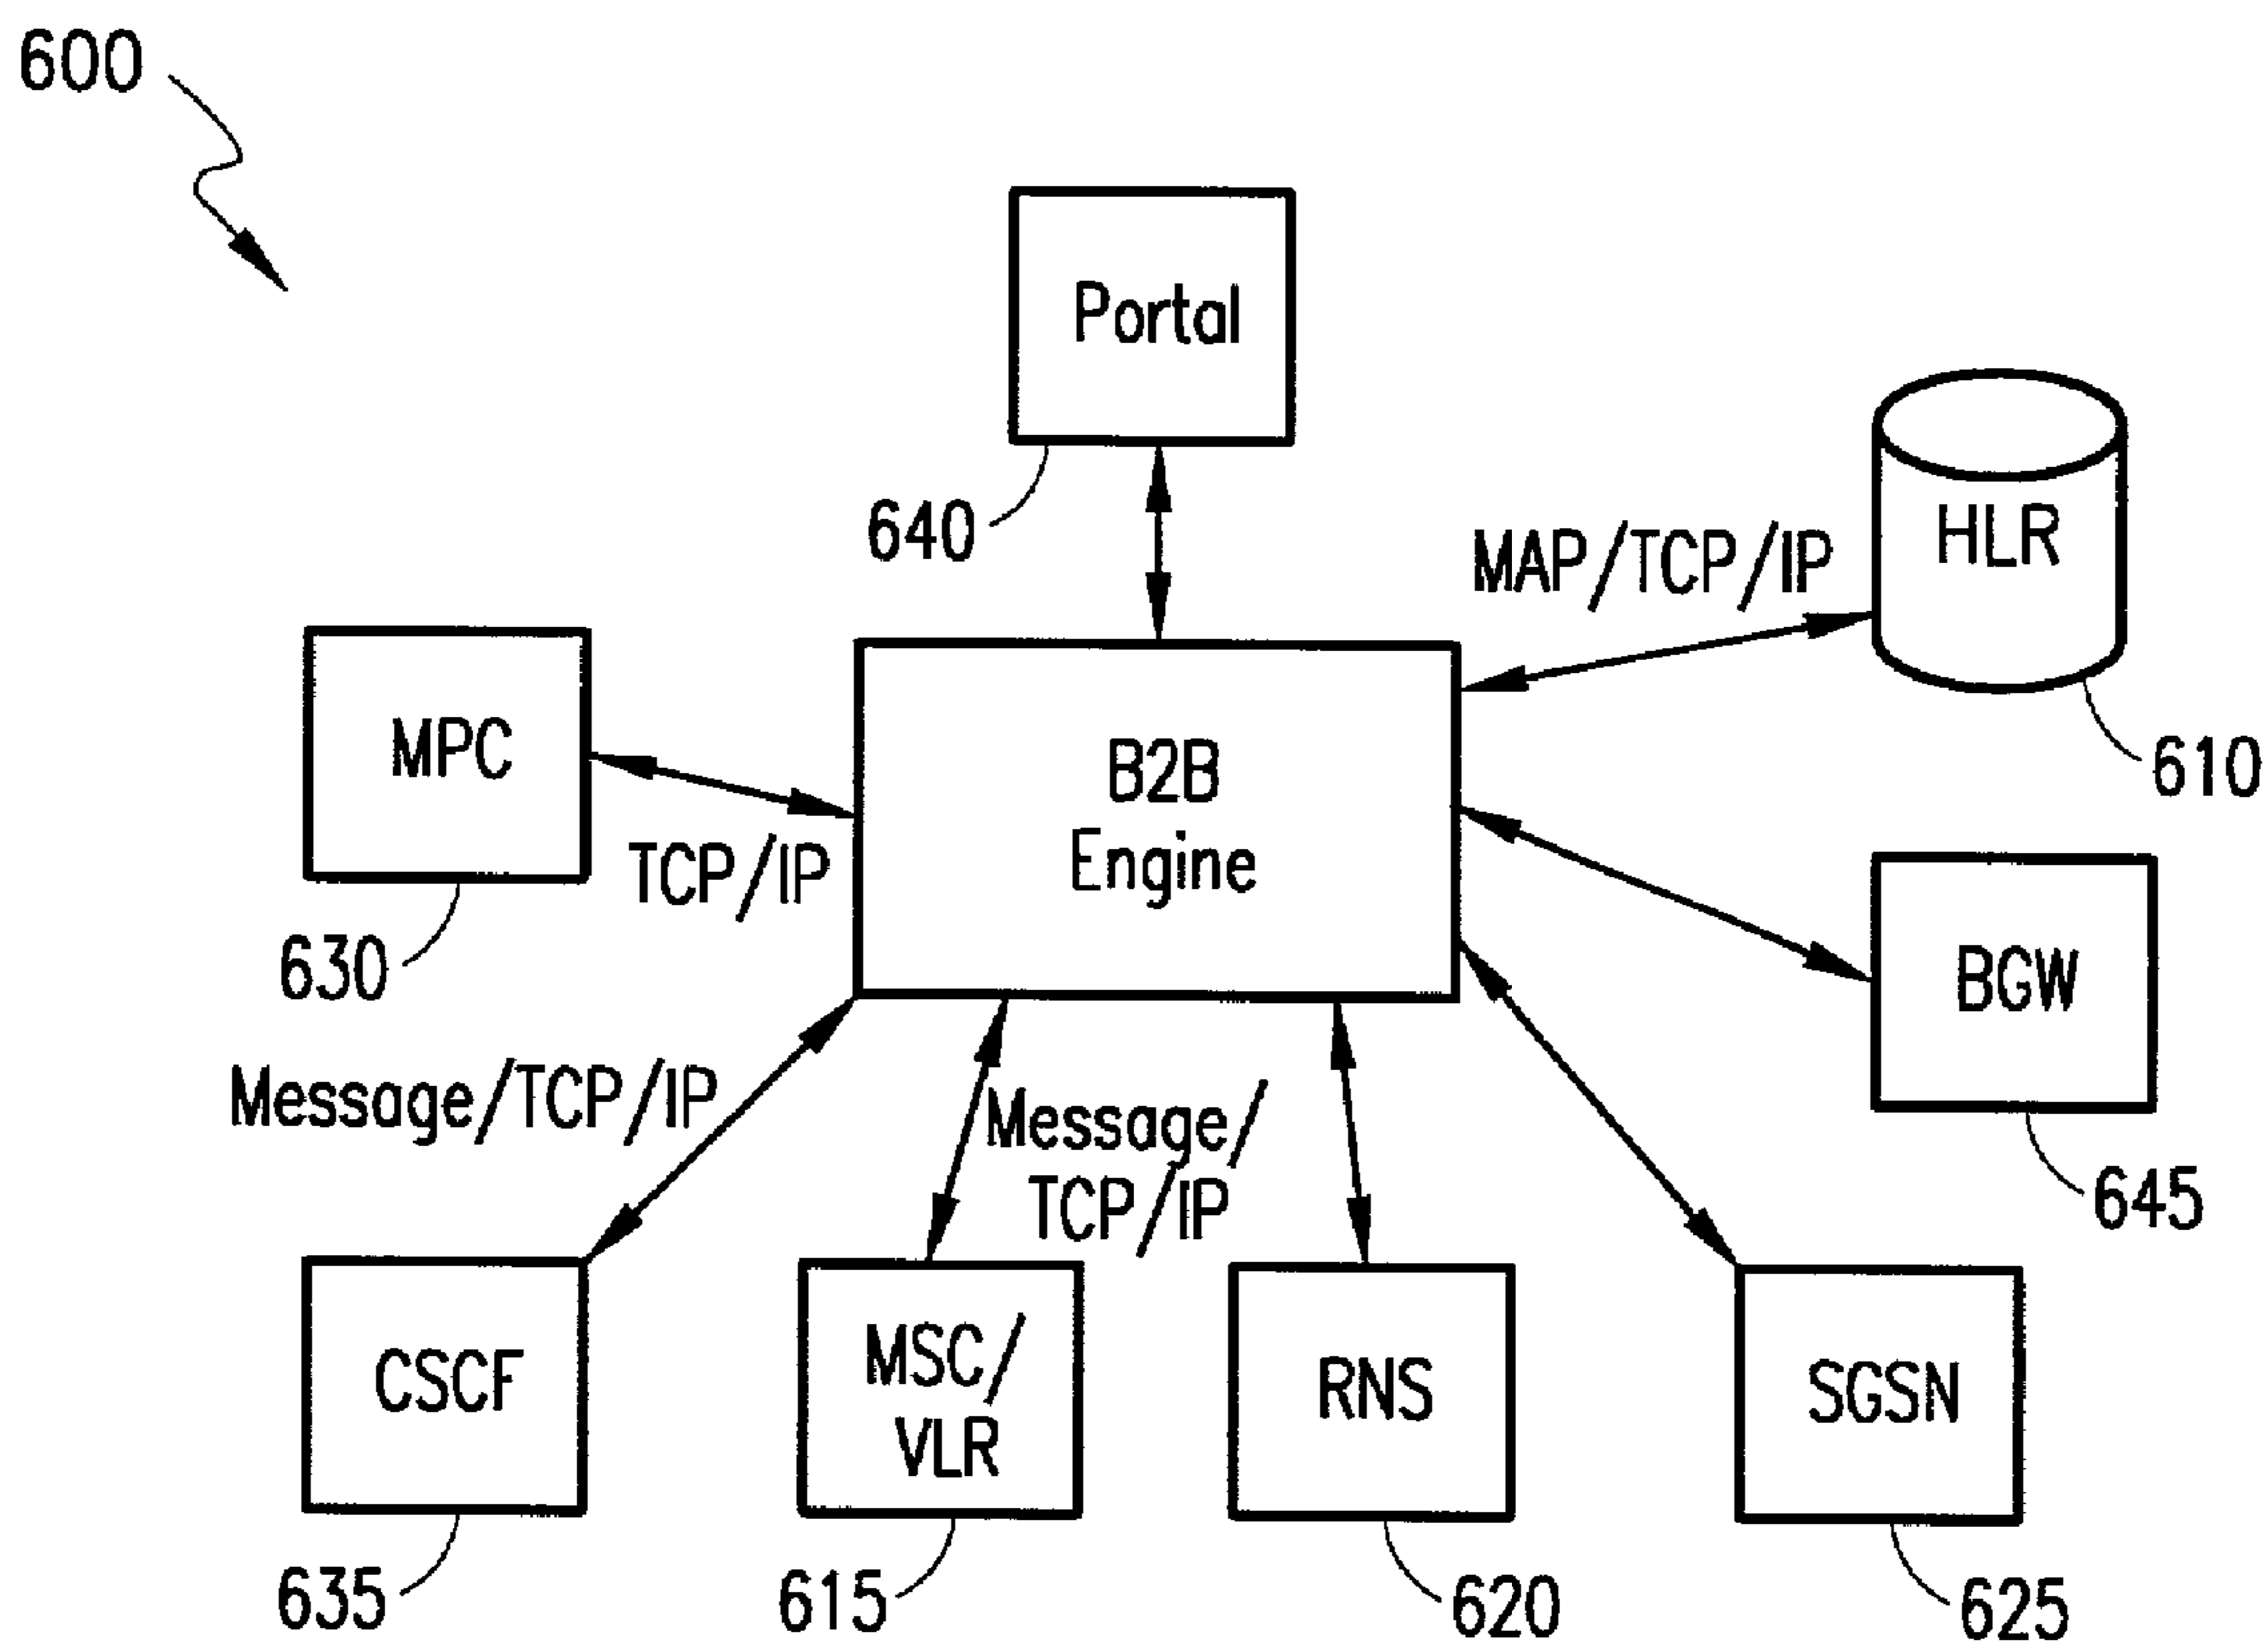 600
Portal
640
HLR
MAP/TCP/IP
610
MPC
TCP/IP
630
B2B
Engine
BGW
645
Message/TCP/IP
Message/
TCP/IP
CSCF
635
MSC/
VLR
615
RNS
620
SGSN
625